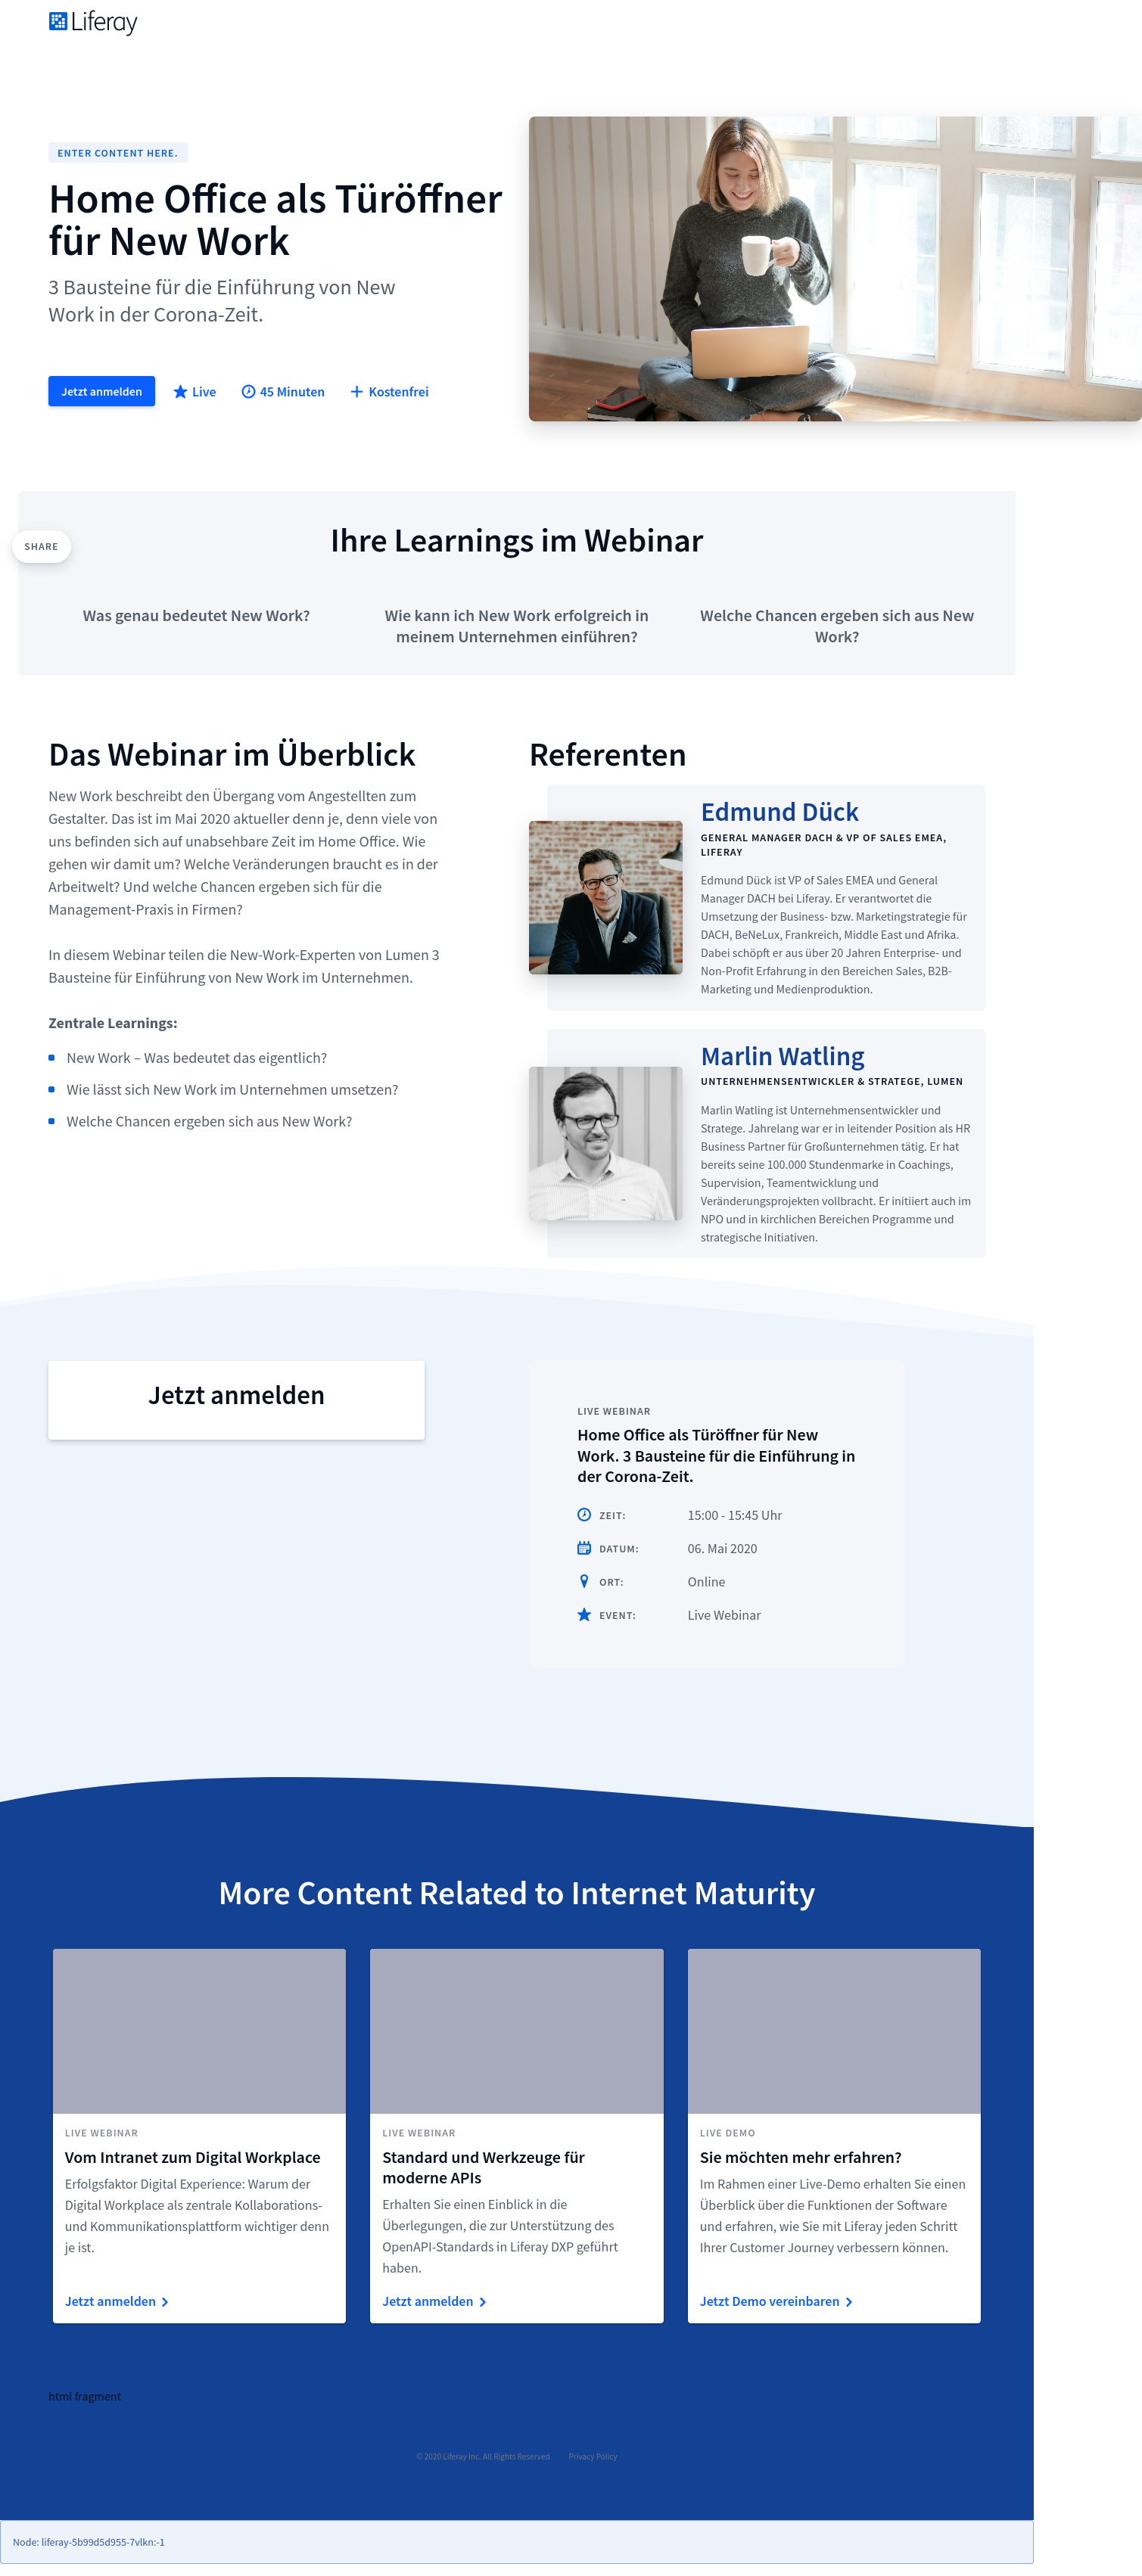 Liferay
ENTER CONTENT HERE.
Home Office als Türöffner
für New Work
3 Bausteine für die Einführung von New
Work in der Corona-Zeit.
Jetzt anmelden
Live
45 Minuten
Kostenfrei
SHARE
Ihre Learnings im Webinar
Was genau bedeutet New Work?
Wie kann ich New Work erfolgreich in
meinem Unternehmen einführen?
Welche Chancen ergeben sich aus New
Work?
Das Webinar im Überblick
New Work beschreibt den Übergang vom Angestellten zum
Gestalter. Das ist im Mai 2020 aktueller denn je, denn viele von
uns befinden sich auf unabsehbare Zeit im Home Office. Wie
gehen wir damit um? Welche Veränderungen braucht es in der
Arbeitwelt? Und welche Chancen ergeben sich für die
Management-Praxis in Firmen?
In diesem Webinar teilen die New-Work-Experten von Lumen 3
Bausteine für Einführung von New Work im Unternehmen.
Zentrale Learnings:
New Work – Was bedeutet das eigentlich?
Wie lässt sich New Work im Unternehmen umsetzen?
Welche Chancen ergeben sich aus New Work?
Referenten
Edmund Dück
GENERAL MANAGER DACH & VP OF SALES EMEA,
LIFERAY
Edmund Dück ist VP of Sales EMEA und General
Manager DACH bei Liferay. Er verantwortet die
Umsetzung der Business- bzw. Marketingstrategie für
DACH, BeNeLux, Frankreich, Middle East und Afrika.
Dabei schöpft er aus über 20 Jahren Enterprise- und
Non-Profit Erfahrung in den Bereichen Sales, B2B-
Marketing und Medienproduktion.
Marlin Watling
UNTERNEHMENSENTWICKLER & STRATEGE, LUMEN
Marlin Watling ist Unternehmensentwickler und
Stratege. Jahrelang war er in leitender Position als HR
Business Partner für Großunternehmen tätig. Er hat
bereits seine 100.000 Stundenmarke in Coachings,
Supervision, Teamentwicklung und
Veränderungsprojekten vollbracht. Er initiiert auch im
NPO und in kirchlichen Bereichen Programme und
strategische Initiativen.
Jetzt anmelden
LIVE WEBINAR
Home Office als Türöffner für New
Work. 3 Bausteine für die Einführung in
der Corona-Zeit.
ZEIT: 15:00 - 15:45 Uhr
DATUM: 06. Mai 2020
ORT: Online
EVENT: Live Webinar
More Content Related to Internet Maturity
LIVE WEBINAR
Vom Intranet zum Digital Workplace
Erfolgsfaktor Digital Experience: Warum der
Digital Workplace als zentrale Kollaborations-
und Kommunikationsplattform wichtiger denn
je ist.
Jetzt anmelden
LIVE WEBINAR
Standard und Werkzeuge für
moderne APIs
Erhalten Sie einen Einblick in die
Überlegungen, die zur Unterstützung des
OpenAPI-Standards in Liferay DXP geführt
haben.
Jetzt anmelden
LIVE DEMO
Sie möchten mehr erfahren?
Im Rahmen einer Live-Demo erhalten Sie einen
Überblick über die Funktionen der Software
und erfahren, wie Sie mit Liferay jeden Schritt
Ihrer Customer Journey verbessern können.
Jetzt Demo vereinbaren
html fragment
© 2020 Liferay Inc. All Rights Reserved
Privacy Policy
Node: liferay-5b99d5d955-7vlkn:-1